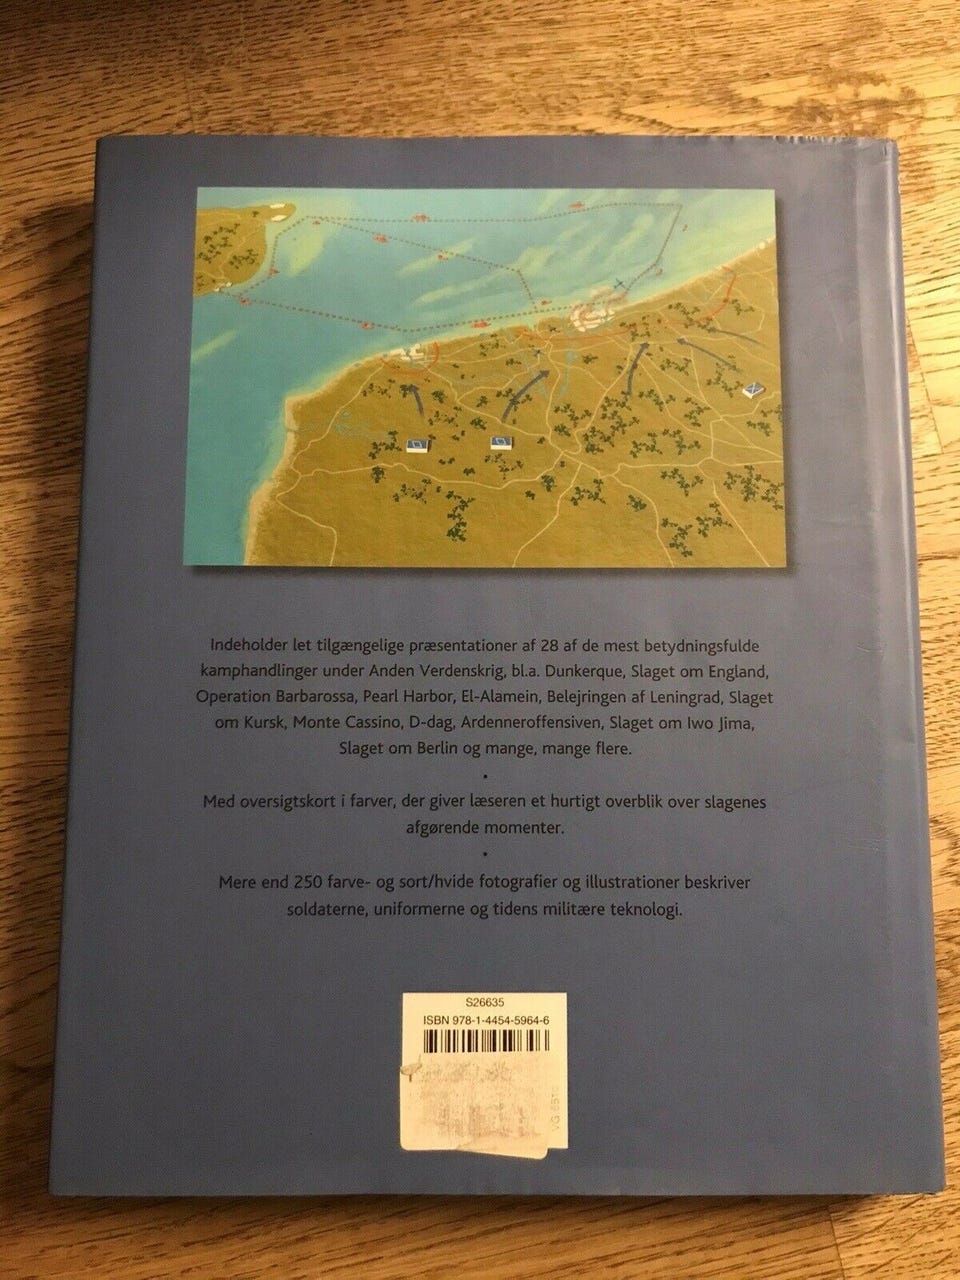 Indeholder let tilgængelige præsentationer af 28 af de mest betydningsfulde
kamphandlinger under Anden Verdenskrig, bl.a. Dunkerque, Slaget om England,
Operation Barbarossa, Pearl Harbor, El-Alamein, Belejringen af Leningrad, Slaget
om Kursk, Monte Cassino, D-dag, Ardenneroffensiven, Slaget om Iwo Jima,
Slaget om Berlin og mange, mange flere.
•
Med oversigtskort i farver, der giver læseren et hurtigt overblik over slagenes
afgørende momenter.
•
Mere end 250 farve- og sort/hvide fotografier og illustrationer beskriver
soldaterne, uniformerne og tidens militære teknologi.
S26635
ISBN 978-1-4454-5964-6